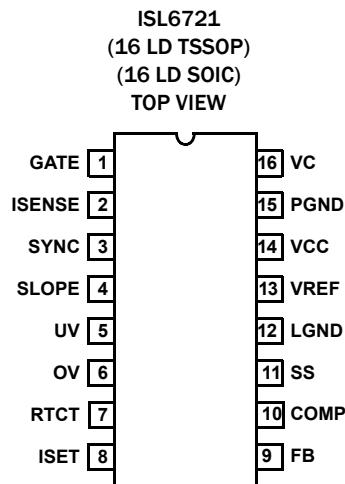 ISL6721
(16 LD TSSOP)
(16 LD SOIC)
TOP VIEW
GATE 1 16 VC
ISENSE 2 15 PGND
SYNC 3 14 VCC
SLOPE 4 13 VREF
UV 5 12 LGND
OV 6 11 SS
RTCT 7 10 COMP
ISET 8 9 FB